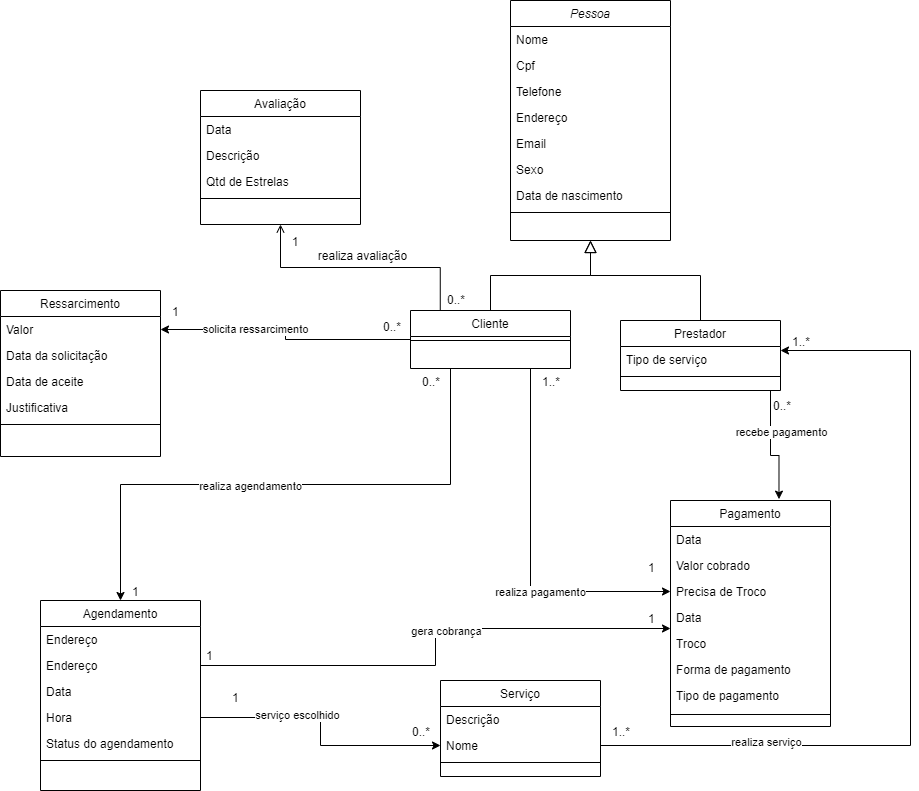 Pessoa
Nome
Cpf
Telefone
Endereço
Email
Sexo
Data de nascimento
Avaliação
Data
Descrição
Qtd de Estrelas
1
realiza avaliação
0..*
Ressarcimento
Valor
Data da solicitação
Data de aceite
Justificativa
1
solicita ressarcimento
0..*
Cliente
0..*
1..*
Prestador
Tipo de serviço
1..*
0..*
recebe pagamento
realiza agendamento
1
Pagamento
Data
Valor cobrado
Precisa de Troco
Data
Troco
Forma de pagamento
Tipo de pagamento
1
realiza pagamento
1
gera cobrança
1
Agendamento
Endereço
Endereço
Data
Hora
Status do agendamento
1
serviço escolhido
0..*
Serviço
Descrição
Nome
1..*
realiza serviço